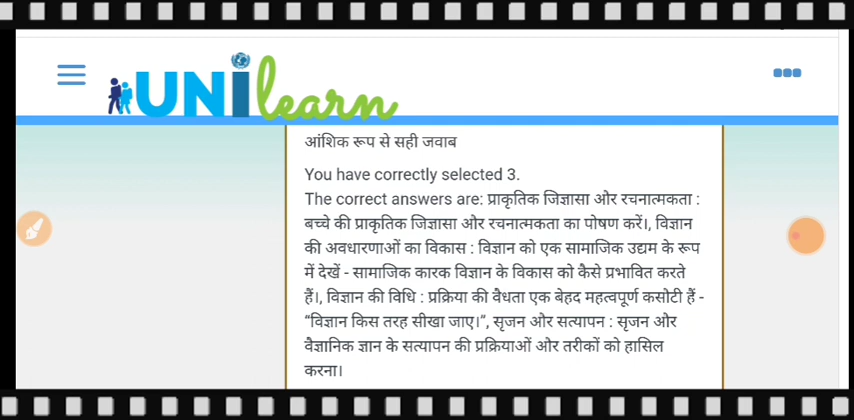 UNiLearn
आंशिक रूप से सही जवाब
You have correctly selected 3.
The correct answers are: प्राकृतिक जिज्ञासा और रचनात्मकता :
बच्चे की प्राकृतिक जिज्ञासा और रचनात्मकता का पोषण करें।, विज्ञान
की अवधारणाओं का विकास : विज्ञान को एक सामाजिक उद्यम के रूप
में देखें - सामाजिक कारक विज्ञान के विकास को कैसे प्रभावित करते
हैं।, विज्ञान की विधि : प्रक्रिया की वैधता एक बेहद महत्वपूर्ण कसोटी हैं -
“विज्ञान किस तरह सीखा जाए।”, सृजन और सत्यापन : सृजन और
वैज्ञानिक ज्ञान के सत्यापन की प्रक्रियाओं और तरीकों को हासिल
करना।